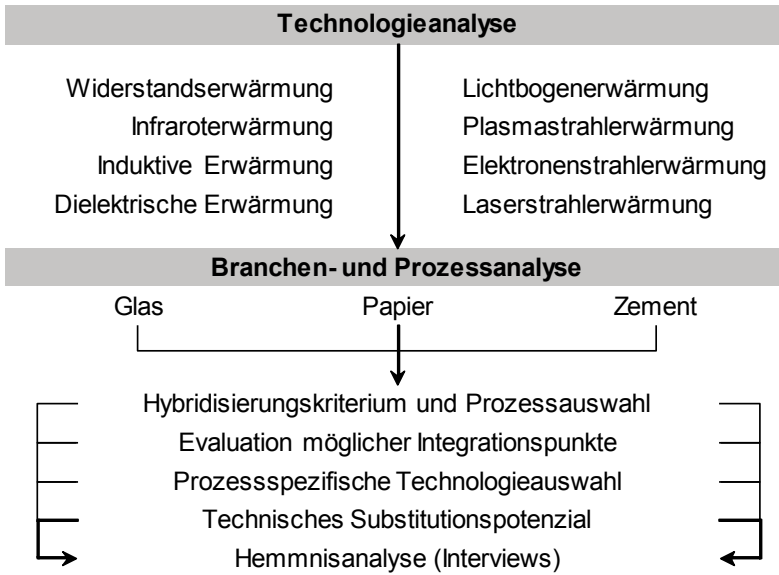 Technologieanalyse
Widerstandserwärmung Lichtbogenerwärmung
Infraroterwärmung Plasmastrahlerwärmung
Induktive Erwärmung Elektronenstrahlerwärmung
Dielektrische Erwärmung Laserstrahlerwärmung
Branchen- und Prozessanalyse
Glas Papier Zement
Hybridisierungskriterium und Prozessauswahl
Evaluation möglicher Integrationspunkte
Prozessspezifische Technologieauswahl
Technisches Substitutionspotenzial
Hemmnisanalyse (Interviews)